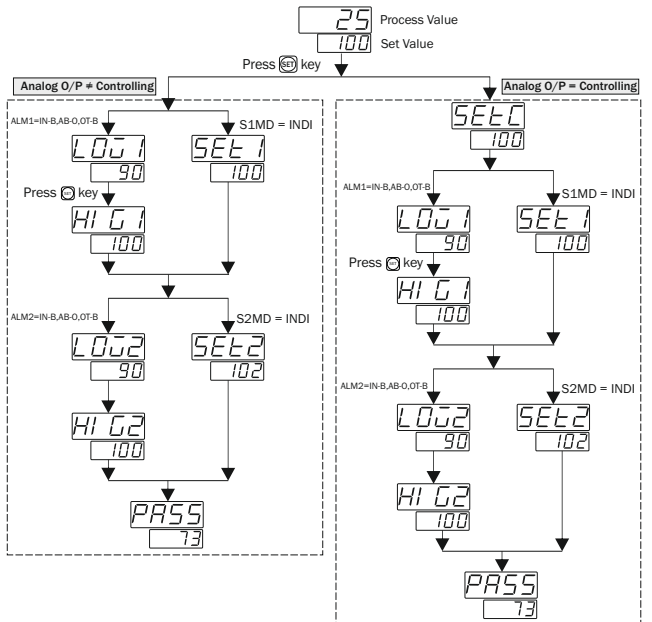 25 Process Value
100 Set Value
Press SET key
Analog O/P ≠ Controlling
ALM1=IN-B,AB-O,OT-B
S1MD = INDI
LOW1
90
SET1
100
Press SET key
HIG1
100
ALM2=IN-B,AB-O,OT-B
S2MD = INDI
LOW2
90
SET2
102
HIG2
100
PASS
73
Analog O/P = Controlling
SETC
100
ALM1=IN-B,AB-O,OT-B
S1MD = INDI
LOW1
90
SET1
100
Press SET key
HIG1
100
ALM2=IN-B,AB-O,OT-B
S2MD = INDI
LOW2
90
SET2
102
HIG2
100
PASS
73